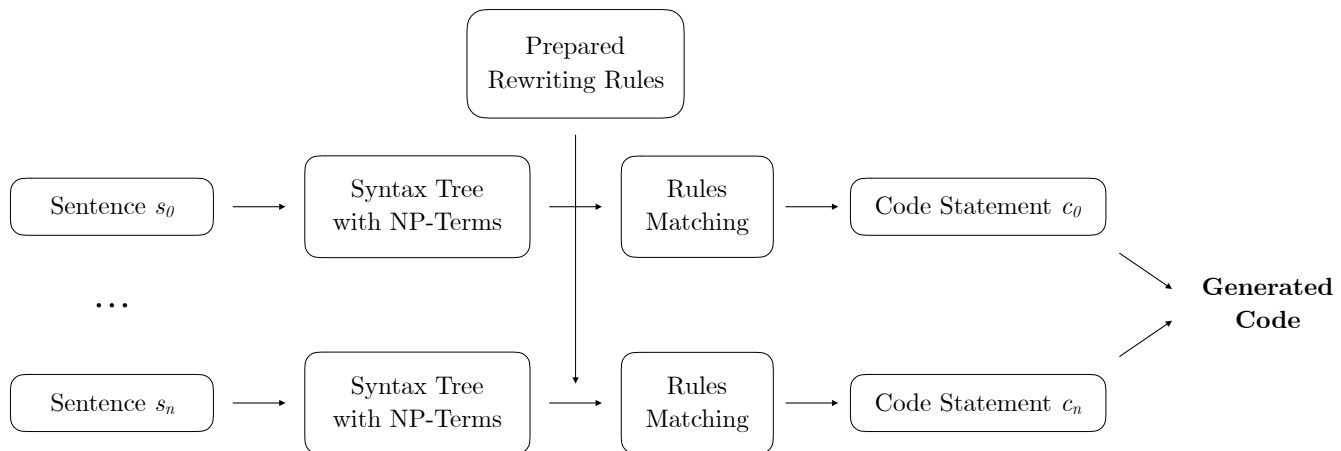 Prepared
Rewriting Rules
Sentence s₀
Syntax Tree
with NP-Terms
Rules
Matching
Code Statement c₀
...
Generated
Code
Sentence sₙ
Syntax Tree
with NP-Terms
Rules
Matching
Code Statement cₙ